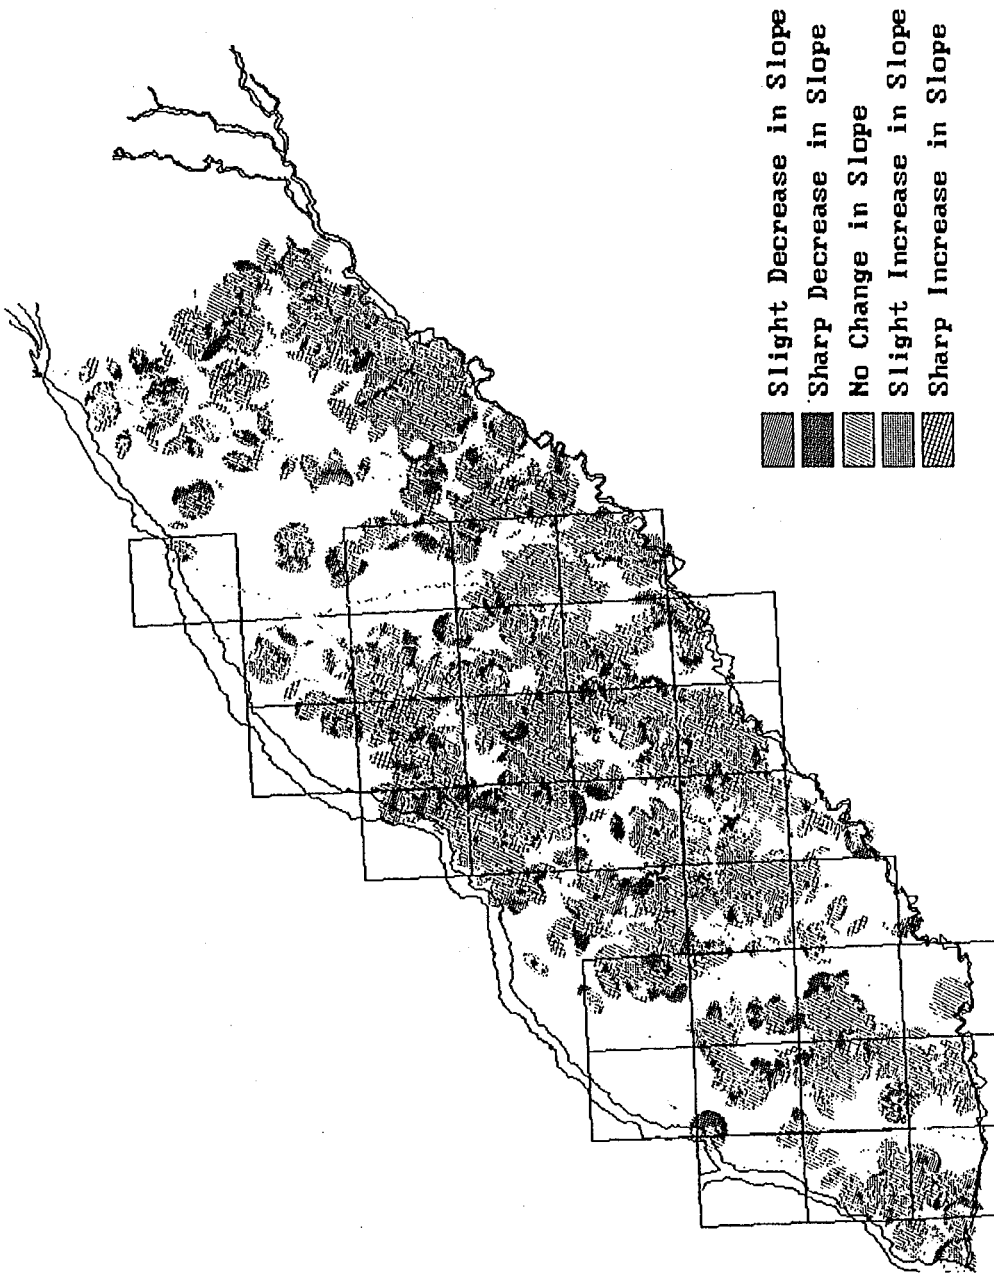 Slight Decrease in Slope
Sharp Decrease in Slope
No Change in Slope
Slight Increase in Slope
Sharp Increase in Slope